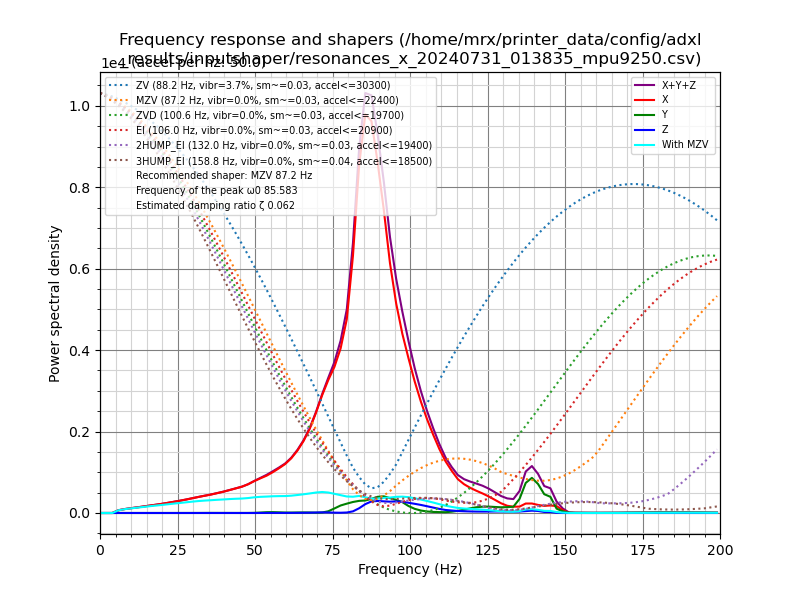 Frequency response and shapers (/home/mrx/printer_data/config/adxl
results/inputshaper/resonances_x_20240731_013835_mpu9250.csv)
1e4 (accel per hz: 50.0)
ZV (88.2 Hz, vibr=3.7%, sm~=0.03, accel<=30300)
MZV (87.2 Hz, vibr=0.0%, sm~=0.03, accel<=22400)
ZVD (100.6 Hz, vibr=0.0%, sm~=0.03, accel<=19700)
EI (106.0 Hz, vibr=0.0%, sm~=0.03, accel<=20900)
2HUMP_EI (132.0 Hz, vibr=0.0%, sm~=0.03, accel<=19400)
3HUMP_EI (158.8 Hz, vibr=0.0%, sm~=0.04, accel<=18500)
Recommended shaper: MZV 87.2 Hz
Frequency of the peak ω0 85.583
Estimated damping ratio ζ 0.062
X+Y+Z
X
Y
Z
With MZV
Power spectral density
1.0
0.8
0.6
0.4
0.2
0.0
0 25 50 75 100 125 150 175 200
Frequency (Hz)